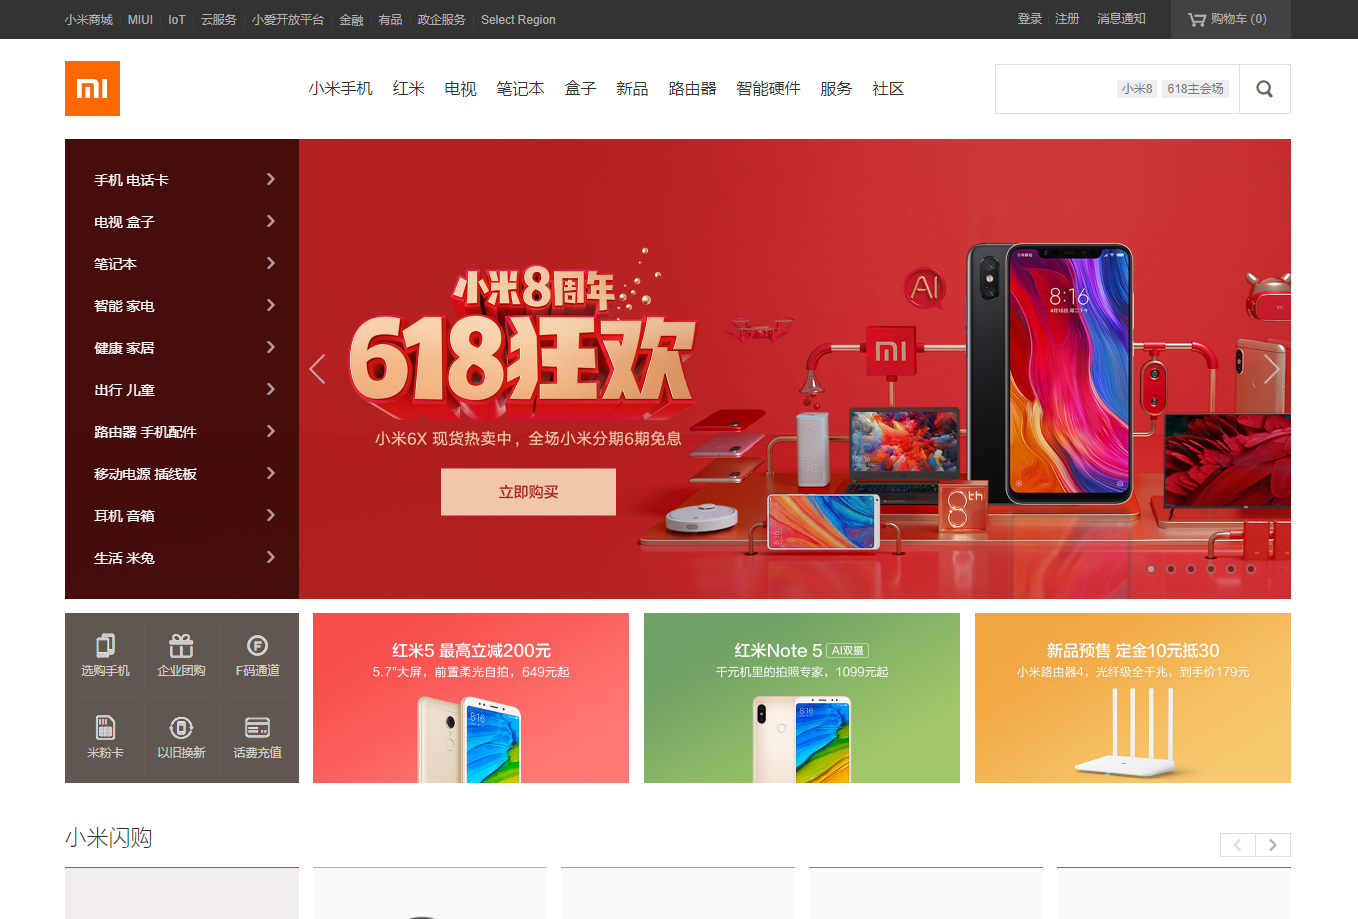 小米商城 MIUI IoT 云服务 小爱开放平台 金融 有品 政企服务 Select Region
登录 注册 消息通知 购物车 (0)
小米手机 红米 电视 笔记本 盒子 新品 路由器 智能硬件 服务 社区
小米8 618主会场
手机 电话卡
电视 盒子
笔记本
智能 家电
健康 家居
出行 儿童
路由器 手机配件
移动电源 插线板
耳机 音箱
生活 米兔
小米8周年
618狂欢
小米6X 现货热卖中，全场小米分期6期免息
立即购买
AI
8:16
8th
选购手机 企业团购 F码通道
米粉卡 以旧换新 话费充值
红米5 最高立减200元
5.7"大屏，前置柔光自拍，649元起
8:16
红米Note 5 AI双摄
千元机里的拍照专家，1099元起
8:16
新品预售 定金10元抵30
小米路由器4，光纤级全千兆，到手价179元
小米闪购